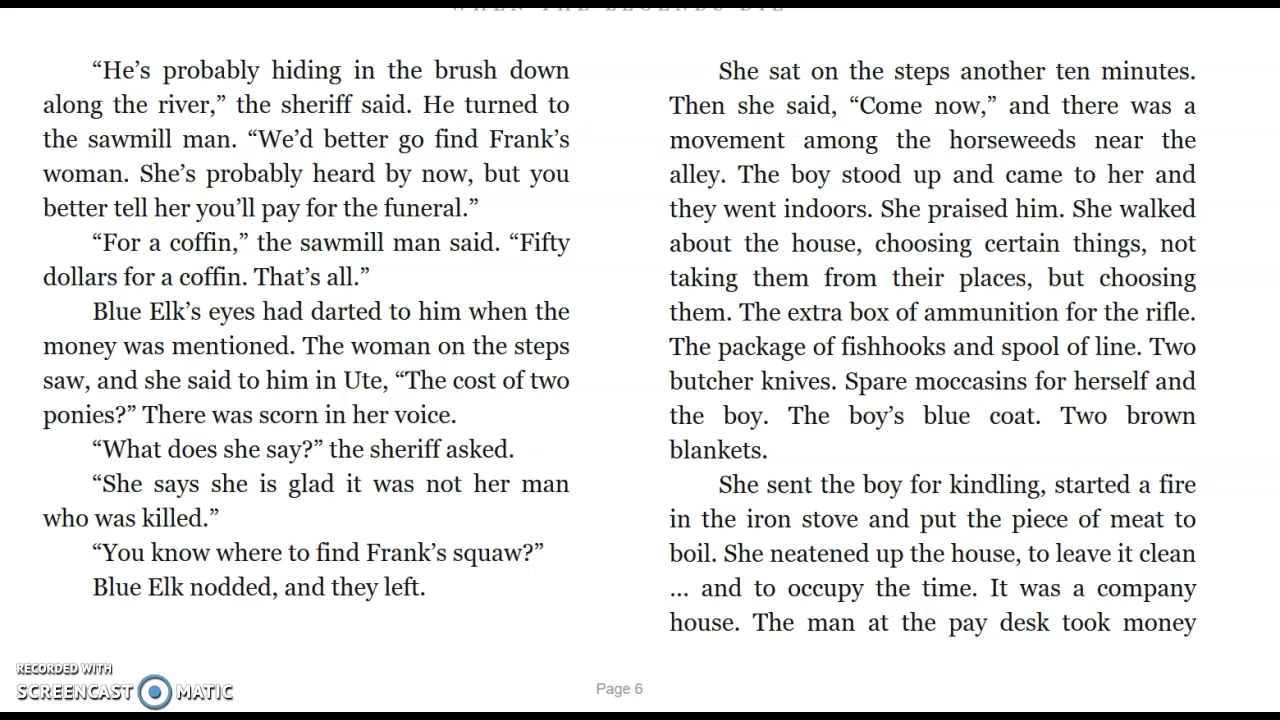 WHEN THE LEGENDS DIE
“He’s probably hiding in the brush down
along the river,” the sheriff said. He turned to
the sawmill man. “We’d better go find Frank’s
woman. She’s probably heard by now, but you
better tell her you’ll pay for the funeral.”
“For a coffin,” the sawmill man said. “Fifty
dollars for a coffin. That’s all.”
Blue Elk’s eyes had darted to him when the
money was mentioned. The woman on the steps
saw, and she said to him in Ute, “The cost of two
ponies?” There was scorn in her voice.
“What does she say?” the sheriff asked.
“She says she is glad it was not her man
who was killed.”
“You know where to find Frank’s squaw?”
Blue Elk nodded, and they left.
She sat on the steps another ten minutes.
Then she said, “Come now,” and there was a
movement among the horseweeds near the
alley. The boy stood up and came to her and
they went indoors. She praised him. She walked
about the house, choosing certain things, not
taking them from their places, but choosing
them. The extra box of ammunition for the rifle.
The package of fishhooks and spool of line. Two
butcher knives. Spare moccasins for herself and
the boy. The boy’s blue coat. Two brown
blankets.
She sent the boy for kindling, started a fire
in the iron stove and put the piece of meat to
boil. She neatened up the house, to leave it clean
... and to occupy the time. It was a company
house. The man at the pay desk took money
RECORDED WITH
SCREENCAST MATIC
Page 6